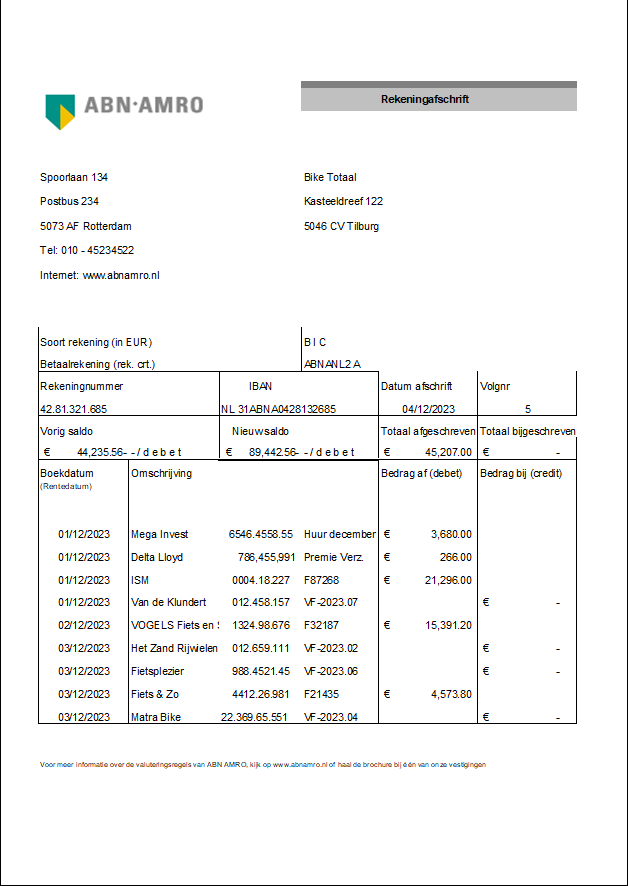 ABN·AMRO
Rekeningafschrift
Spoorlaan 134 Bike Totaal
Postbus 234 Kasteeldreef 122
5073 AF Rotterdam 5046 CV Tilburg
Tel: 010 - 45234522
Internet: www.abnamro.nl
Soort rekening (in EUR) BIC
Betaalrekening (rek. crt.) ABNANL2A
Rekeningnummer IBAN Datum afschrift Volgnr
42.81.321.685 NL 31ABNA0428132685 04/12/2023 5
Vorig saldo Nieuw saldo Totaal afgeschreven Totaal bijgeschreven
€ 44,235.56- -/debet € 89,442.56- -/debet € 45,207.00 € -
Boekdatum Omschrijving Bedrag af (debet) Bedrag bij (credit)
(Rentedatum)
01/12/2023 Mega Invest 6546.4558.55 Huur december € 3,680.00
01/12/2023 Delta Lloyd 786,455,991 Premie Verz. € 266.00
01/12/2023 ISM 0004.18.227 F87268 € 21,296.00
01/12/2023 Van de Klundert 012.458.157 VF-2023.07 € -
02/12/2023 VOGELS Fiets en 1324.98.676 F32187 € 15,391.20
03/12/2023 Het Zand Rijwielen 012.659.111 VF-2023.02 € -
03/12/2023 Fietsplezier 988.4521.45 VF-2023.06 € -
03/12/2023 Fiets & Zo 4412.26.981 F21435 € 4,573.80
03/12/2023 Matra Bike 22.369.65.551 VF-2023.04 € -
Voor meer informatie over de valuteringsregels van ABN AMRO, kijk op www.abnamro.nl of haal de brochure bij één van onze vestigingen